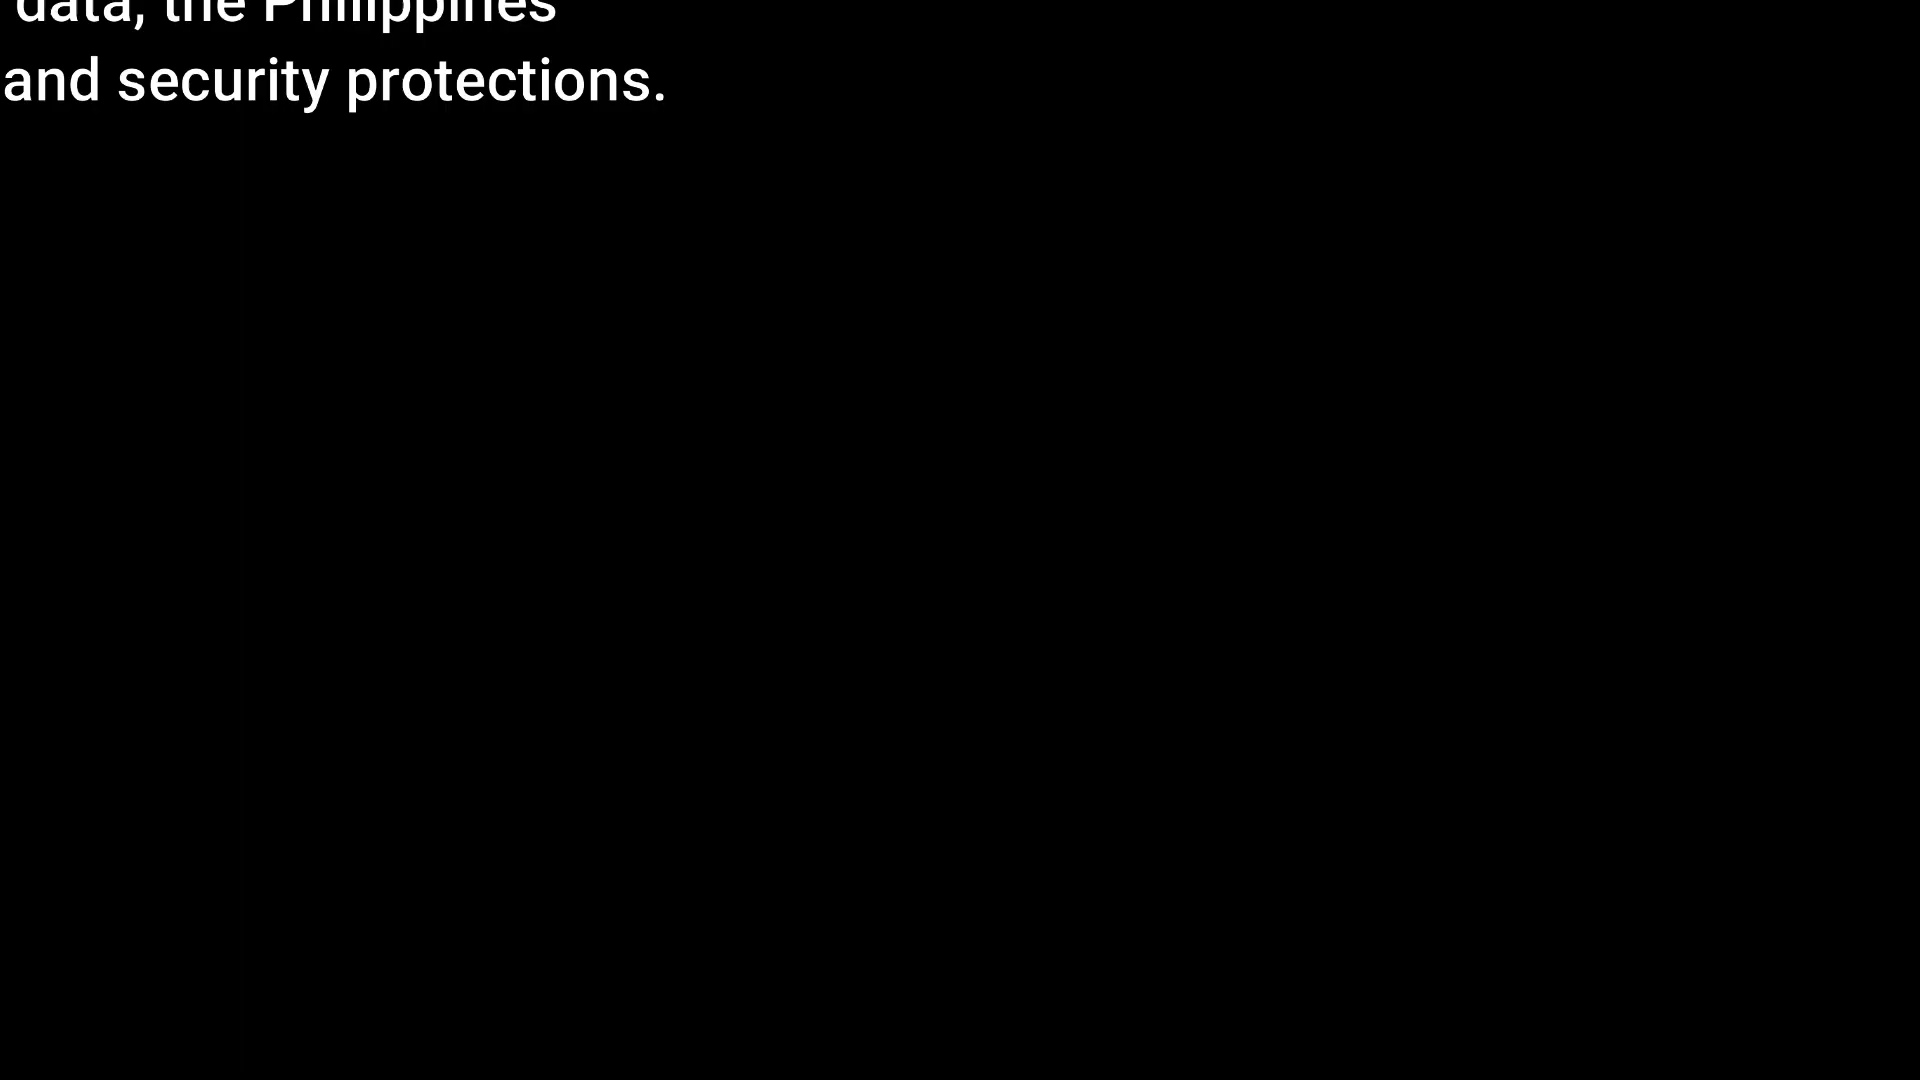 data, the Philippines
and security protections.